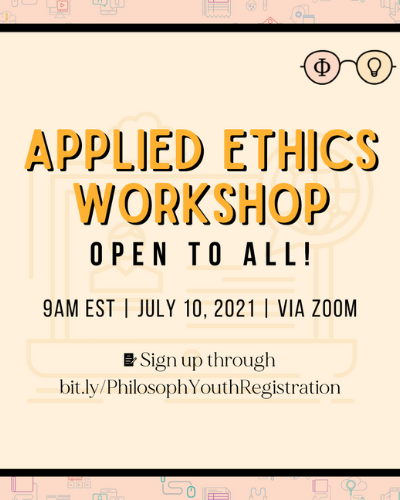 Φ
APPLIED ETHICS
WORKSHOP
OPEN TO ALL!
9AM EST | JULY 10, 2021 | VIA ZOOM
Sign up through
bit.ly/PhilosophYouthRegistration